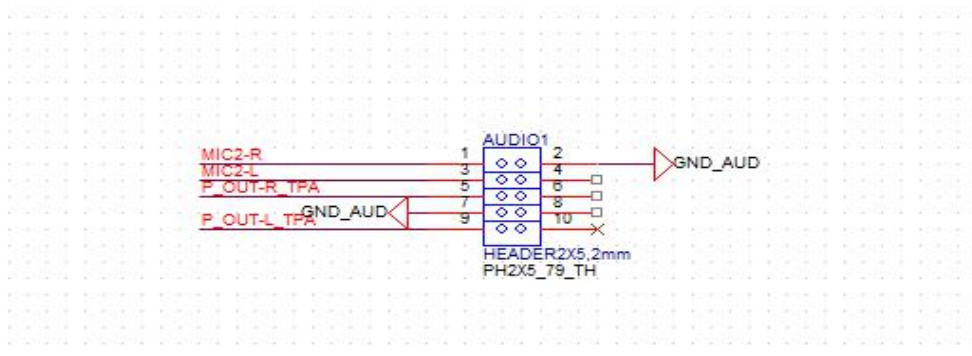 AUDIO1
MIC2-R 1 2 GND_AUD
MIC2-L 3 4
P_OUT-R_TPA 5 6
GND_AUD 7 8
P_OUT-L_TPA 9 10
HEADER2X5,2mm
PH2X5_79_TH